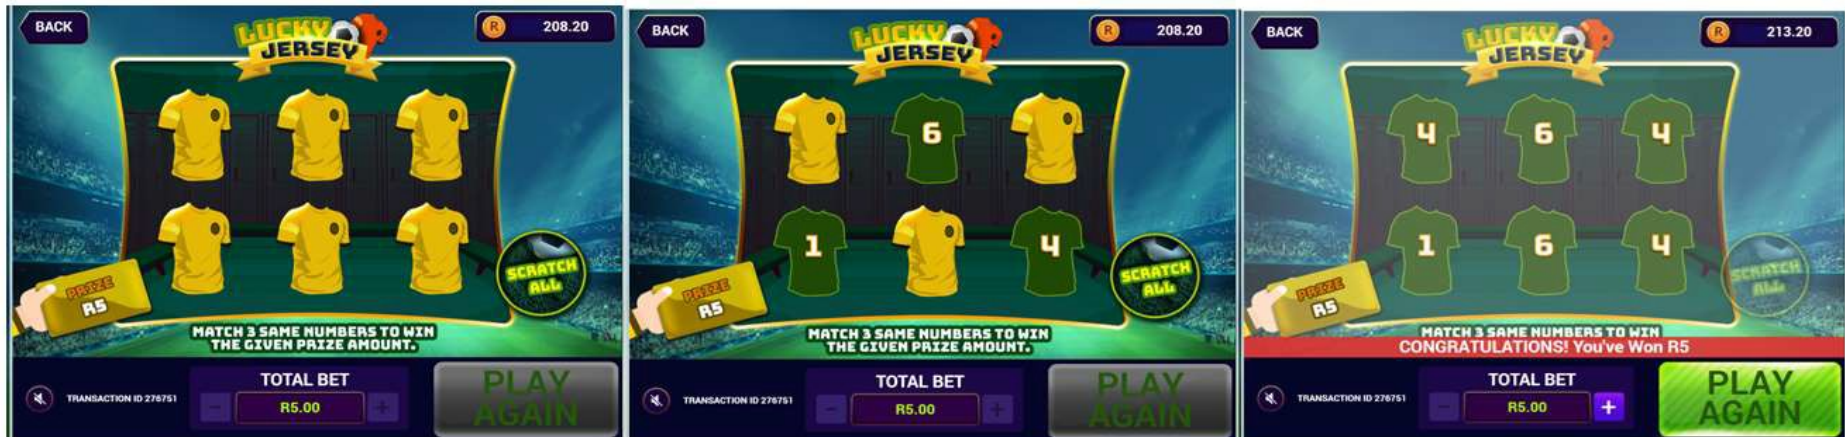 BACK
LUCKY
JERSEY
R 208.20
PRIZE
R5
SCRATCH
ALL
MATCH 3 SAME NUMBERS TO WIN
THE GIVEN PRIZE AMOUNT.
TRANSACTION ID 276751
TOTAL BET
- R5.00 +
PLAY
AGAIN
BACK
LUCKY
JERSEY
R 208.20
6
1 4
PRIZE
R5
SCRATCH
ALL
MATCH 3 SAME NUMBERS TO WIN
THE GIVEN PRIZE AMOUNT.
TRANSACTION ID 276751
TOTAL BET
- R5.00 +
PLAY
AGAIN
BACK
LUCKY
JERSEY
R 213.20
4 6 4
1 6 4
PRIZE
R5
SCRATCH
ALL
MATCH 3 SAME NUMBERS TO WIN
CONGRATULATIONS! You've Won R5
TRANSACTION ID 276751
TOTAL BET
- R5.00 +
PLAY
AGAIN